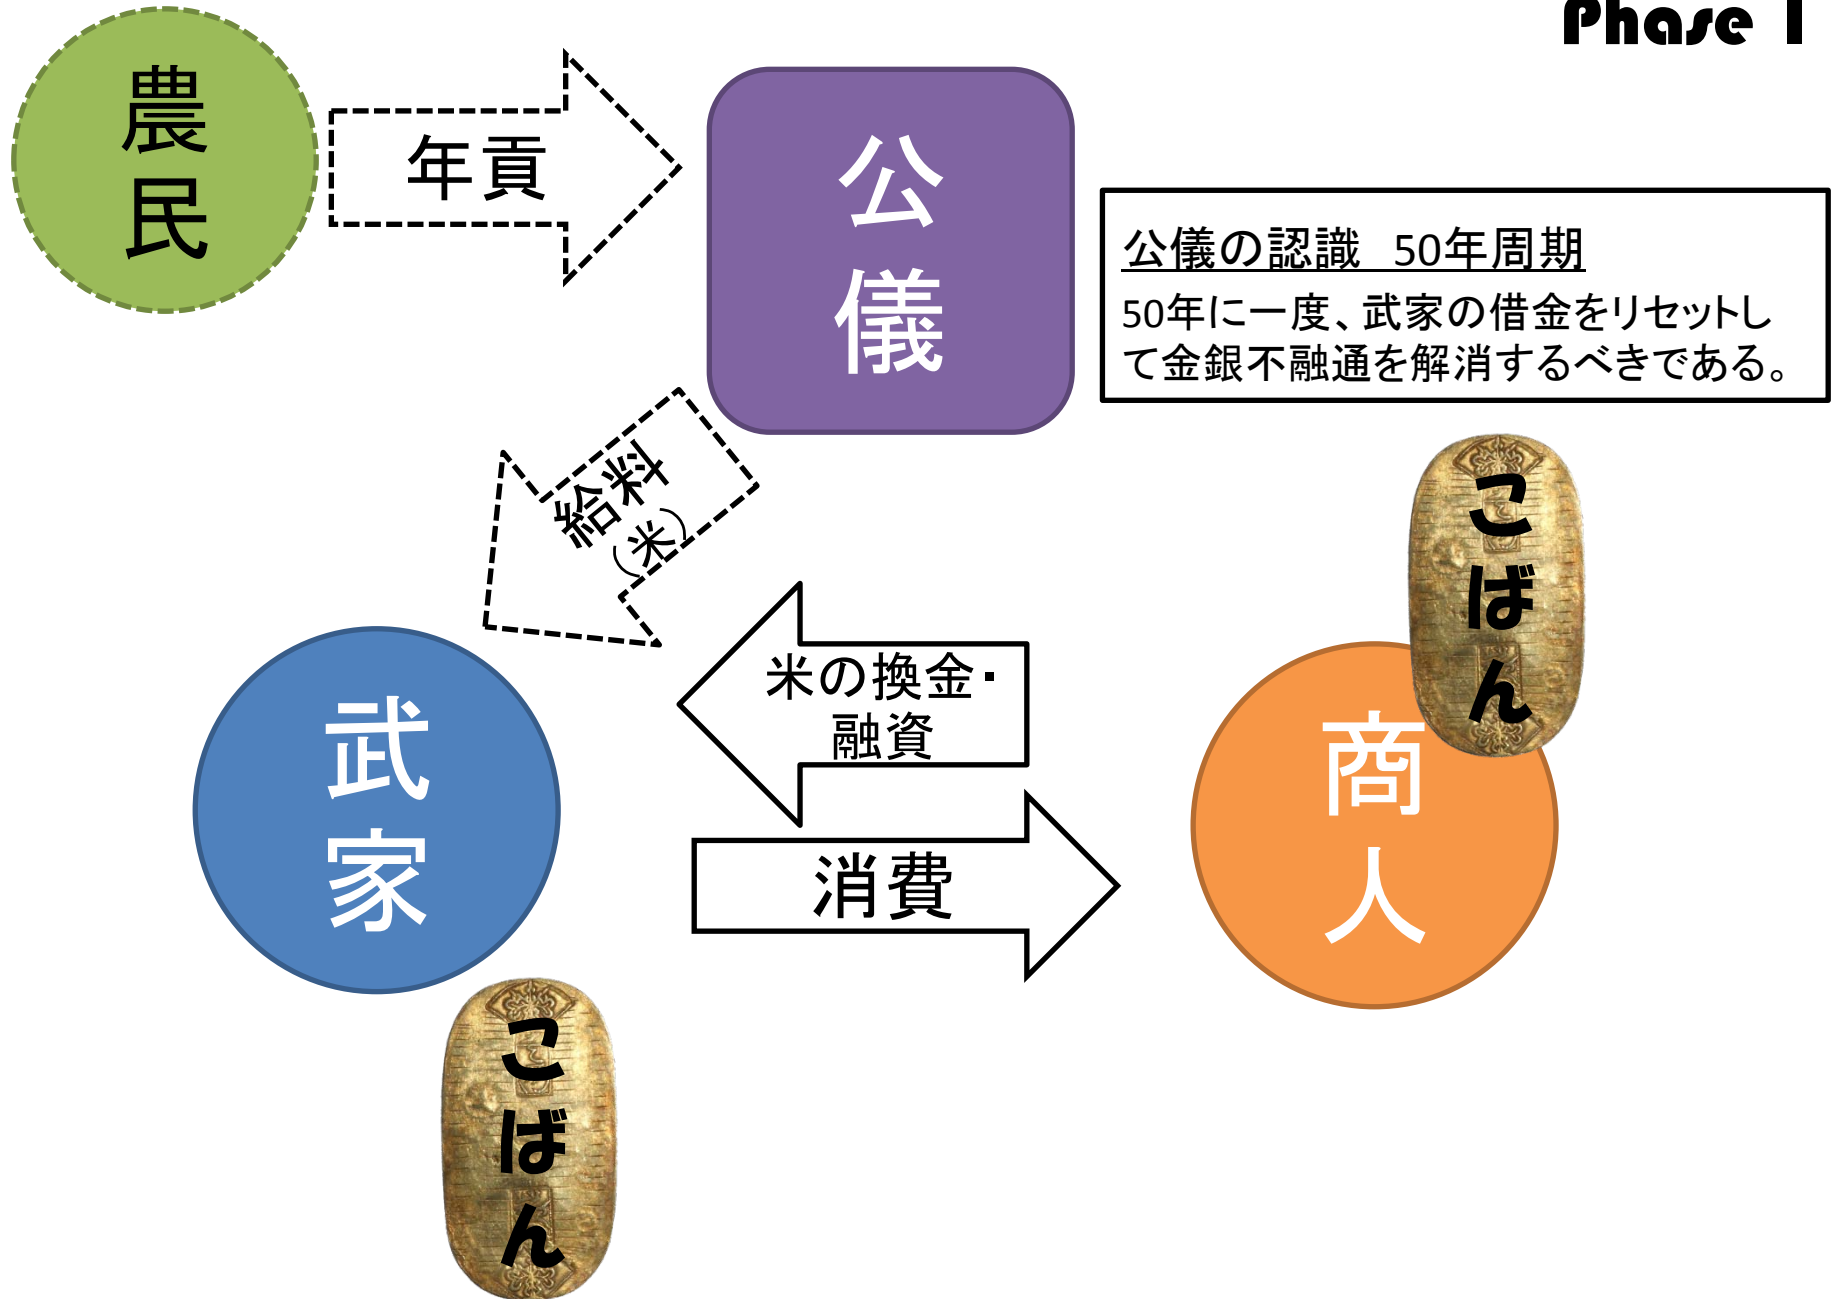 Phase 1
農民
年貢
公儀
公儀の認識　50年周期
50年に一度、武家の借金をリセットし
て金銀不融通を解消するべきである。
給料
（米）
こばん
米の換金・
融資
武家
商人
消費
こばん